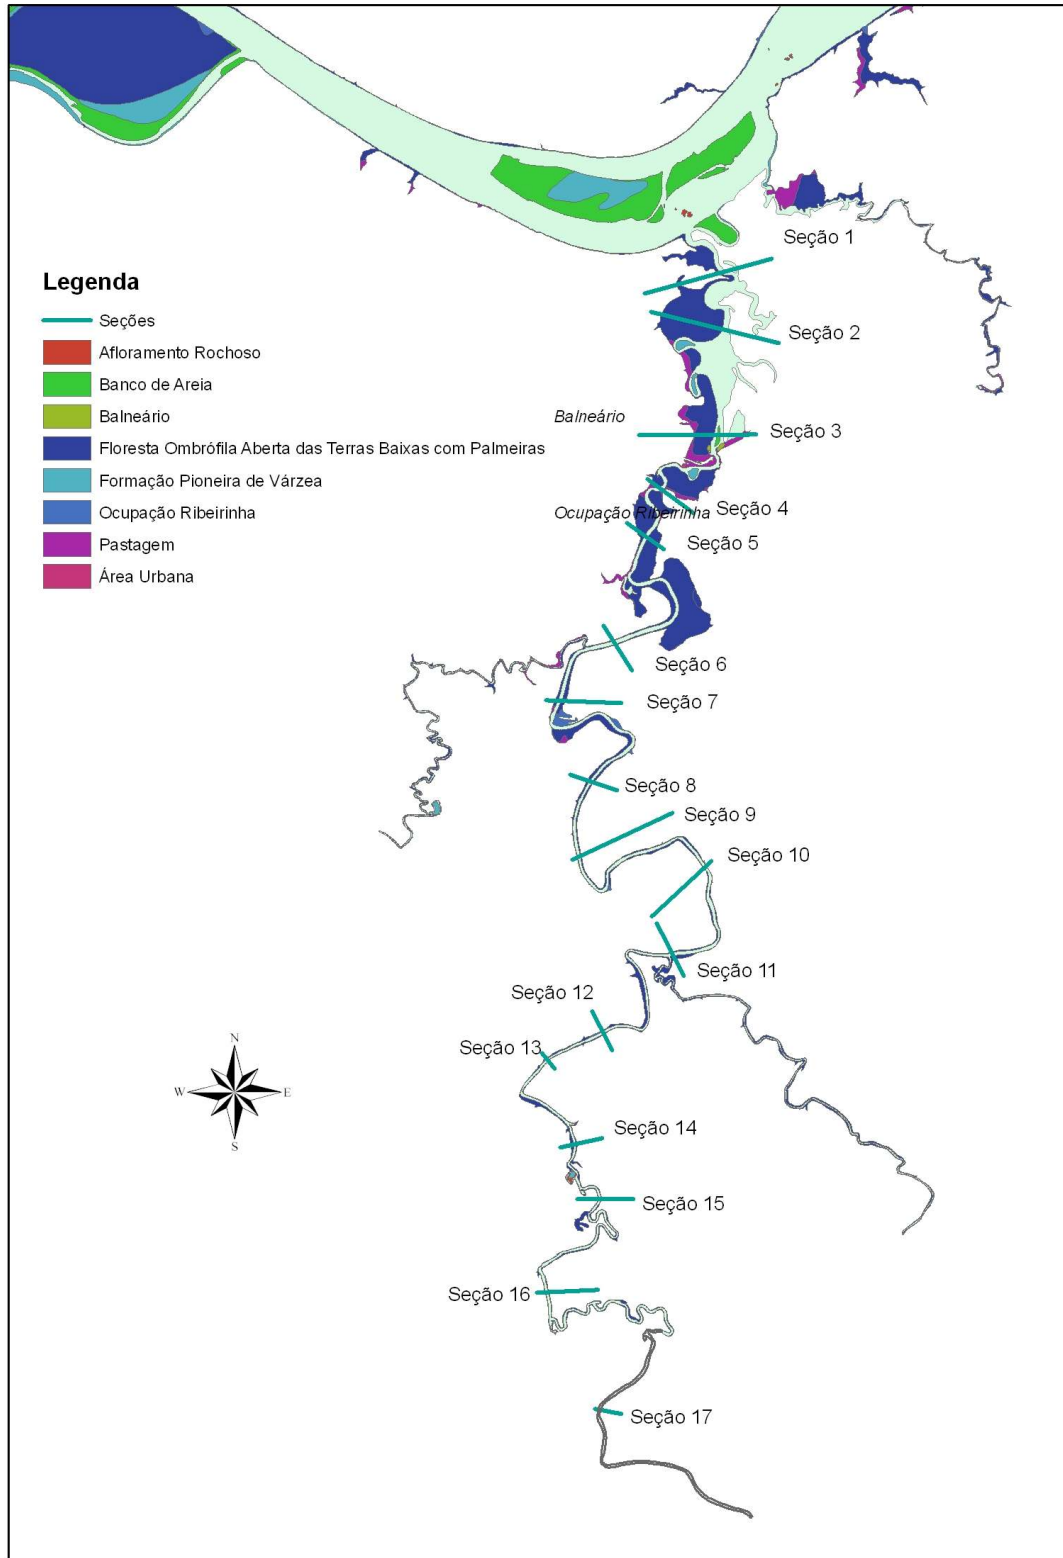 Seção 1
Legenda
Seções
Seção 2
Afloramento Rochoso
Banco de Areia
Balneário
Balneário
Seção 3
Floresta Ombrófila Aberta das Terras Baixas com Palmeiras
Formação Pioneira de Várzea
Ocupação Ribeirinha
Ocupação Ribeirinha
Seção 4
Pastagem
Seção 5
Área Urbana
Seção 6
Seção 7
Seção 8
Seção 9
Seção 10
Seção 11
Seção 12
Seção 13
N
W
E
S
Seção 14
Seção 15
Seção 16
Seção 17